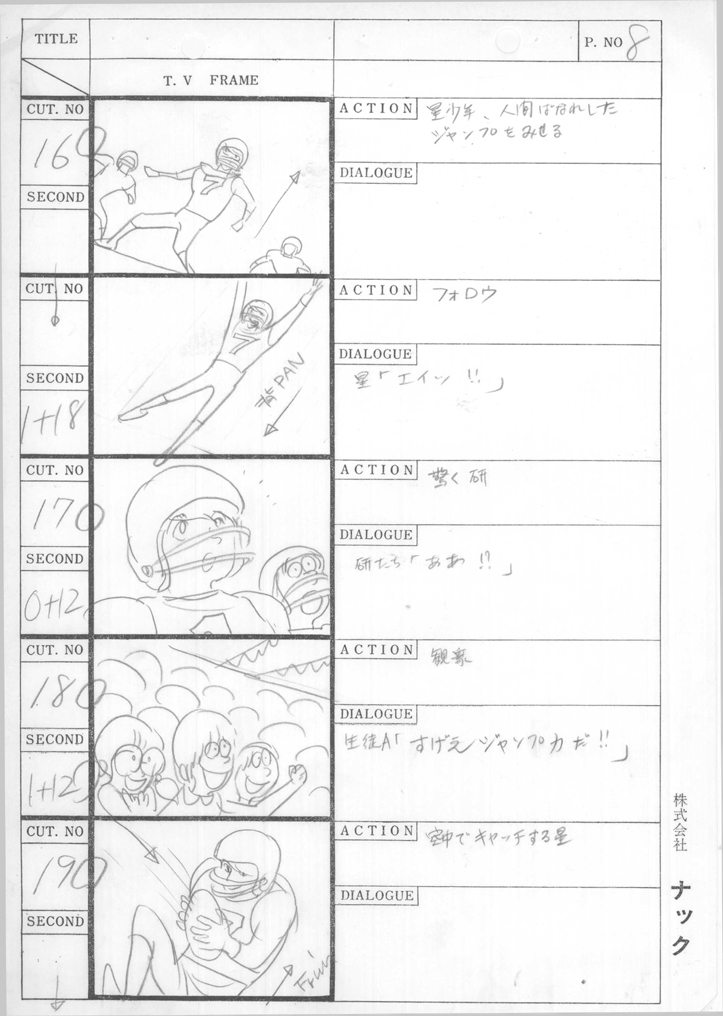 TITLE
P. NO 8
T. V FRAME
CUT. NO
160
ACTION
星少年、人間ばなれした
ジャンプをみせる
DIALOGUE
SECOND
7
CUT. NO
ACTION
フォロウ
7
DIALOGUE
星「エイッ!!」
背PAN
SECOND
1+18
CUT. NO
170
ACTION
驚く研
DIALOGUE
研たち「ああ!!」
SECOND
0+12
CUT. NO
180
ACTION
観衆
DIALOGUE
生徒A「すげえジャンプ力だ!!」
SECOND
1+12
CUT. NO
190
ACTION
空中でキャッチする星
DIALOGUE
SECOND
株式会社 ナック